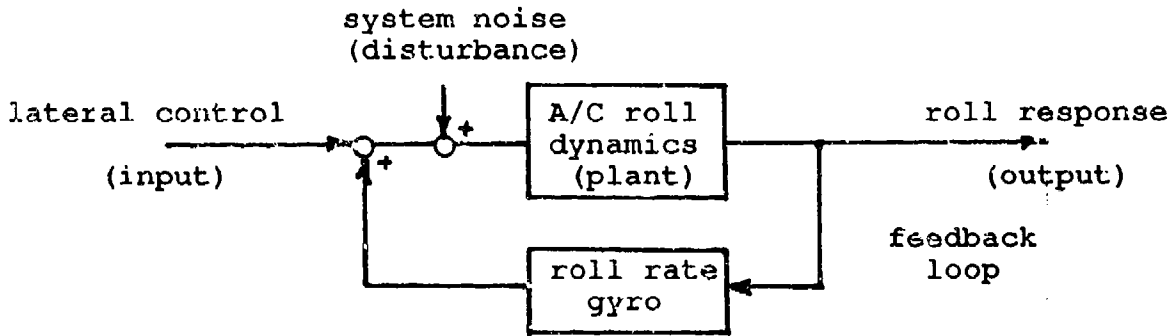 system noise
(disturbance)
lateral control
(input)
+
+
A/C roll
dynamics
(plant)
roll response
(output)
feedback
loop
roll rate
gyro